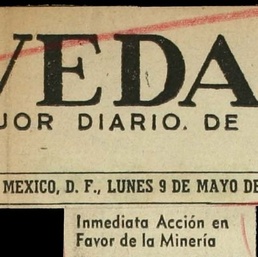 VEDA
JOR DIARIO. DE
MEXICO, D. F., LUNES 9 DE MAYO DE
Inmediata Acción en
Favor de la Minería